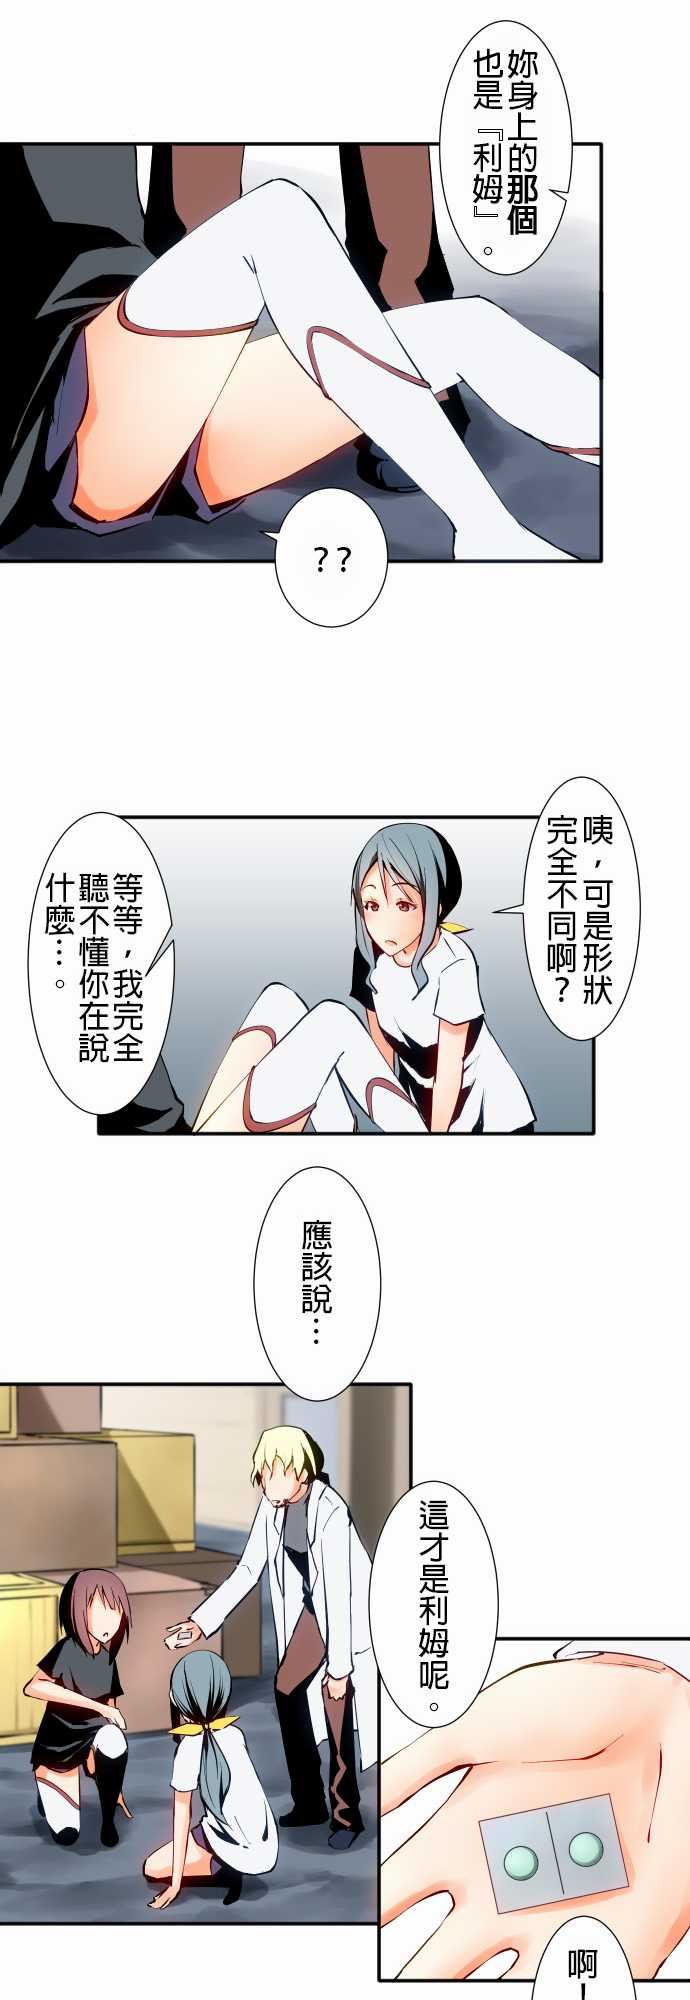 妳身上的那個
也是『利姆』。
??
咦，可是形狀
完全不同啊？
等等，我完全
聽不懂你在說
什麼…。
應該說…
這才是利姆呢。
啊！